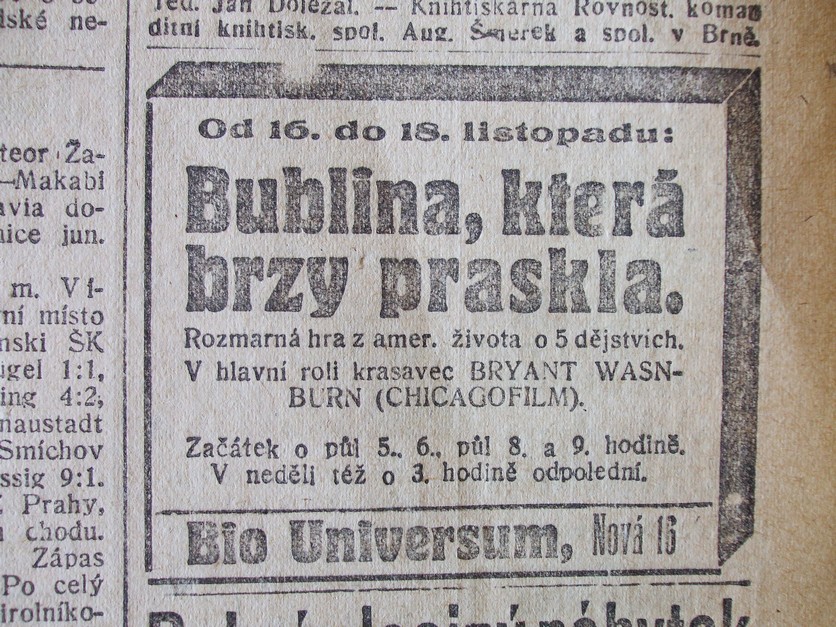 Ted. Jan Doležal. — Knihtiskárna Rovnost, koman
ditní knihtisk. spol. Aug. Šmerek a spol. v Brně.
dské ne-
teor Ža-
—Makabi
avia do-
nice jun.
m. V f-
ní místo
nski ŠK
ugel 1:1,
ing 4:2,
naustadt
Smíchov
ssig 9:1.
Prahy,
chodu.
Zápas
Po celý
irolníko-
Od 16. do 18. listopadu:
Bublina, která
brzy praskla.
Rozmarná hra z amer. života o 5 dějstvích.
V hlavní roli krasavec BRYANT WASN-
BURN (CHICAGOFILM).
Začátek o půl 5., 6., půl 8. a 9. hodině.
V neděli též o 3. hodině odpolední.
Bio Universum, Nová 16